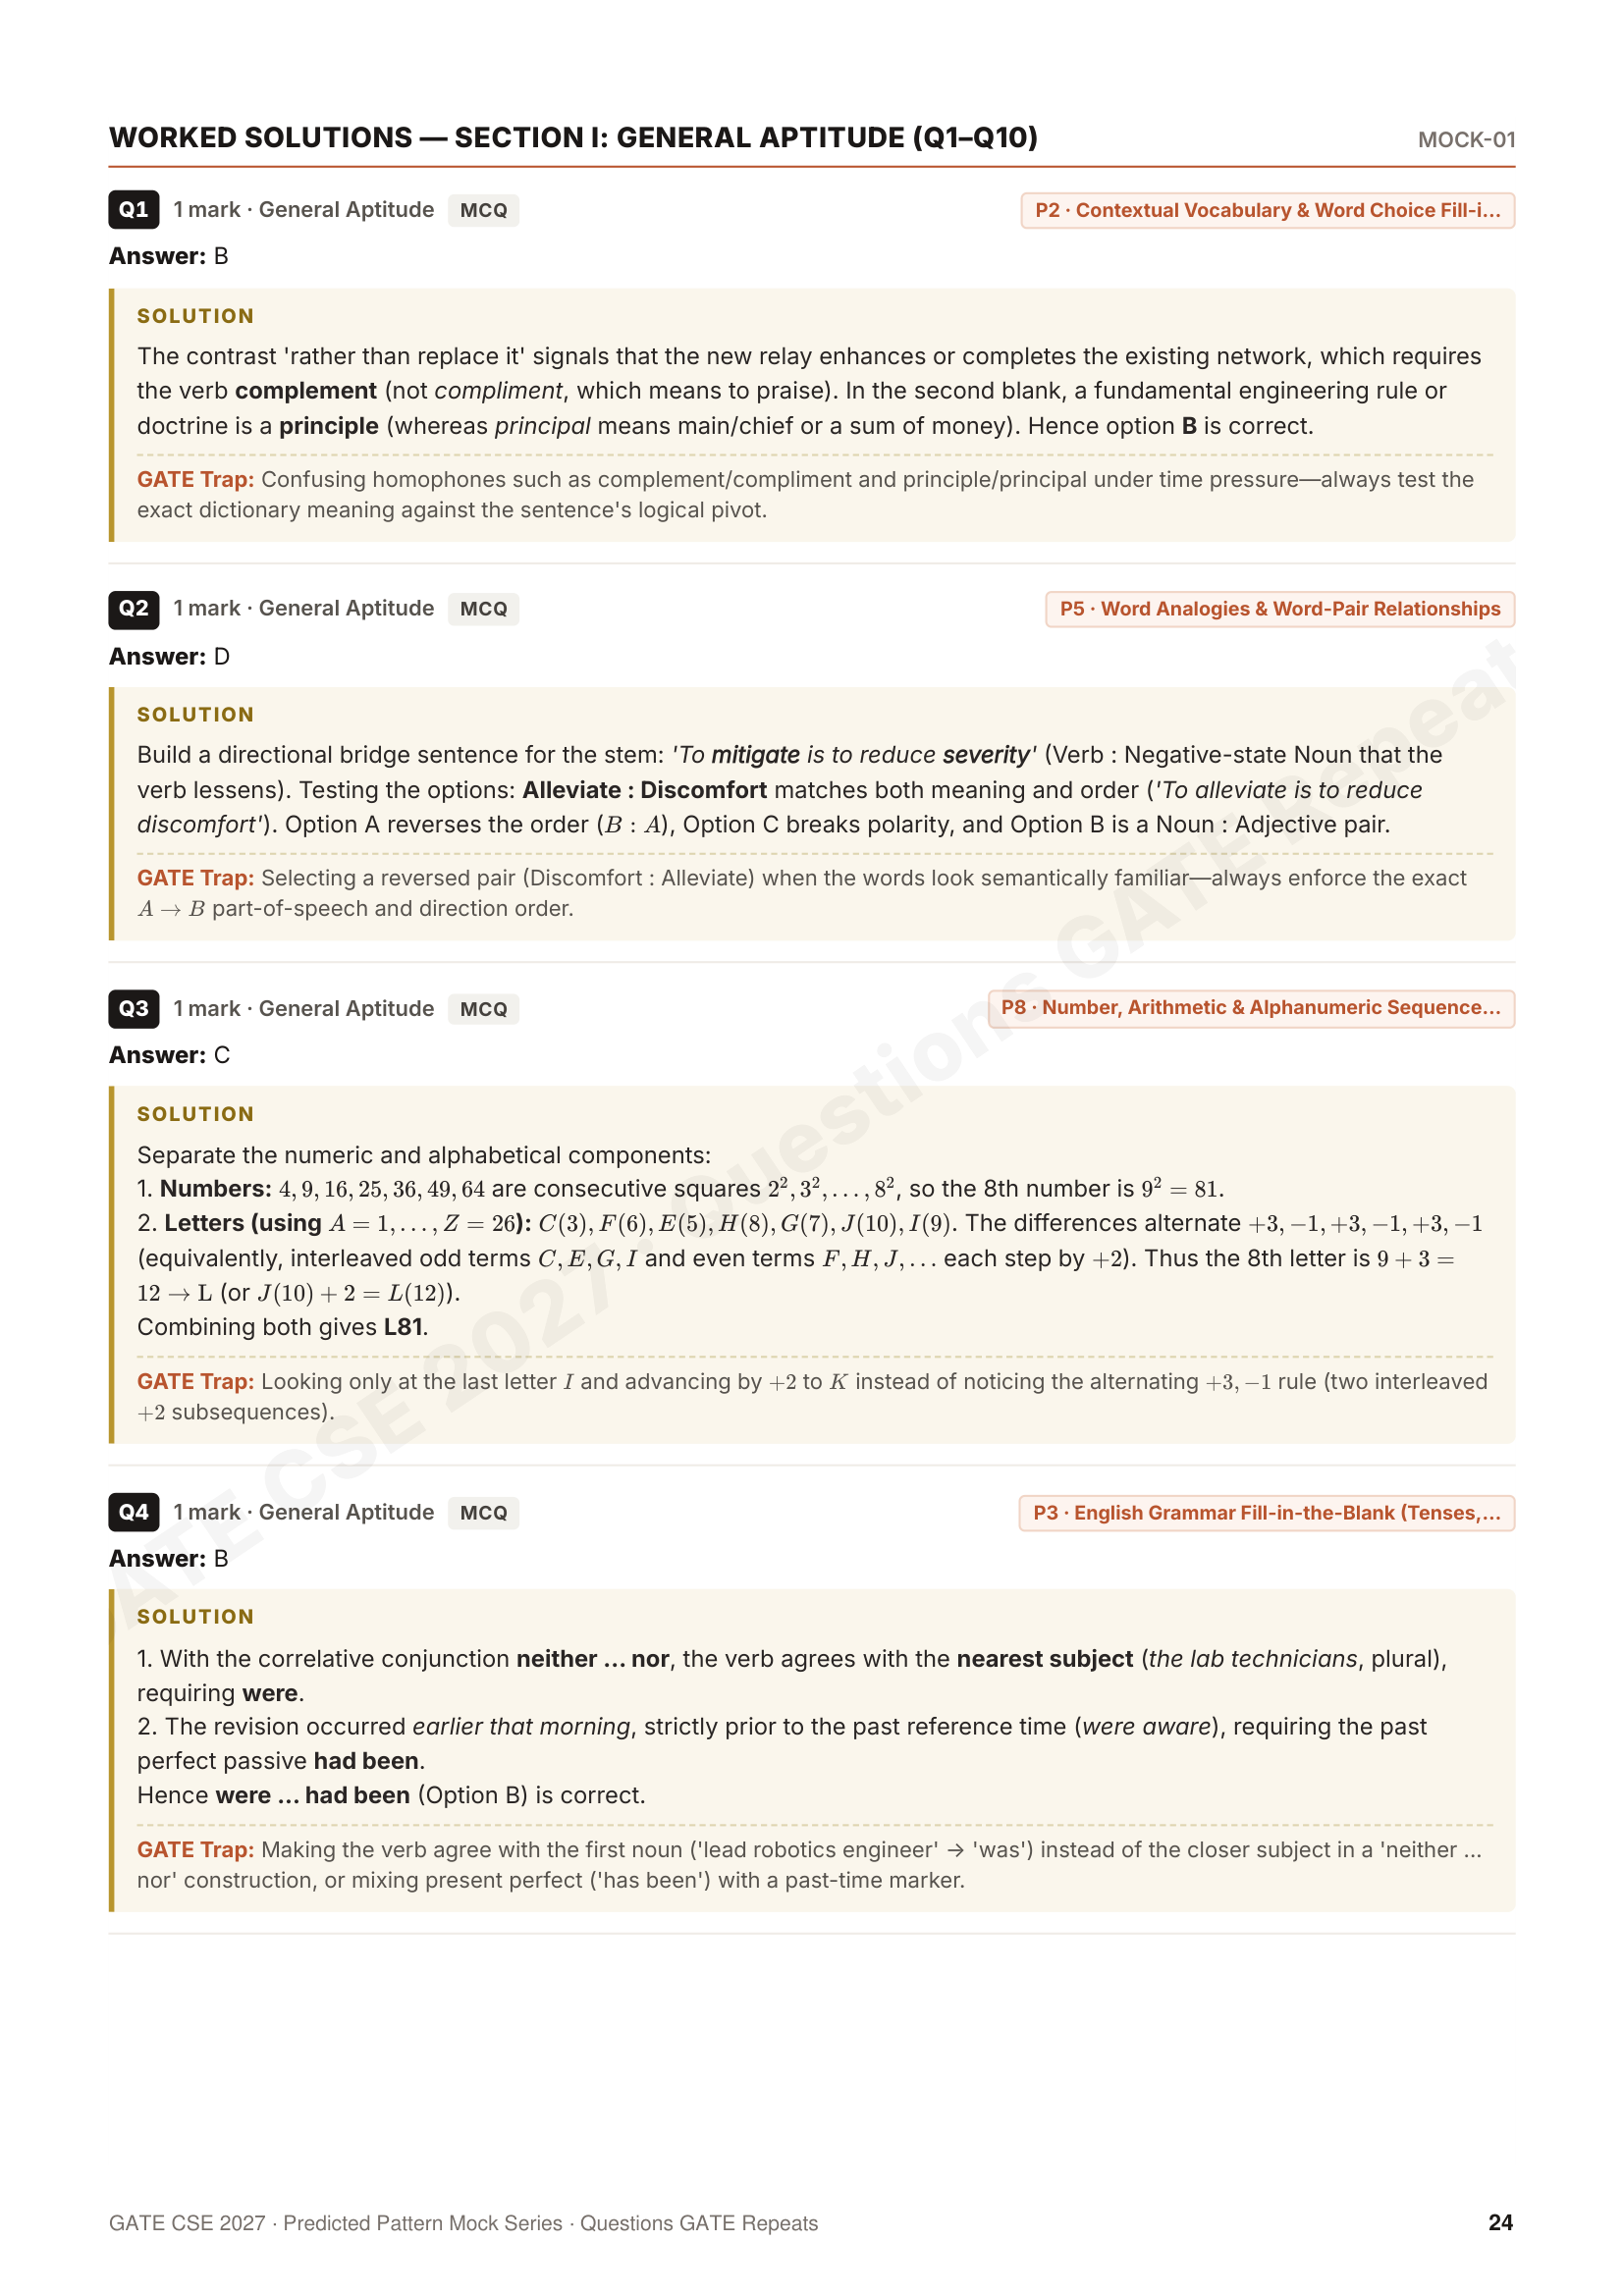 WORKED SOLUTIONS — SECTION I: GENERAL APTITUDE (Q1–Q10)
MOCK-01
Q1 1 mark · General Aptitude MCQ
P2 · Contextual Vocabulary & Word Choice Fill-i...
Answer: B
SOLUTION
The contrast 'rather than replace it' signals that the new relay enhances or completes the existing network, which requires
the verb complement (not compliment, which means to praise). In the second blank, a fundamental engineering rule or
doctrine is a principle (whereas principal means main/chief or a sum of money). Hence option B is correct.
GATE Trap: Confusing homophones such as complement/compliment and principle/principal under time pressure—always test the
exact dictionary meaning against the sentence's logical pivot.
Q2 1 mark · General Aptitude MCQ
P5 · Word Analogies & Word-Pair Relationships
Answer: D
SOLUTION
Build a directional bridge sentence for the stem: 'To mitigate is to reduce severity' (Verb : Negative-state Noun that the
verb lessens). Testing the options: Alleviate : Discomfort matches both meaning and order ('To alleviate is to reduce
discomfort'). Option A reverses the order (B : A), Option C breaks polarity, and Option B is a Noun : Adjective pair.
GATE Trap: Selecting a reversed pair (Discomfort : Alleviate) when the words look semantically familiar—always enforce the exact
A → B part-of-speech and direction order.
Q3 1 mark · General Aptitude MCQ
P8 · Number, Arithmetic & Alphanumeric Sequence...
Answer: C
SOLUTION
Separate the numeric and alphabetical components:
1. Numbers: 4, 9, 16, 25, 36, 49, 64 are consecutive squares 2², 3², . . . , 8², so the 8th number is 9² = 81.
2. Letters (using A = 1, . . . , Z = 26): C(3), F(6), E(5), H(8), G(7), J(10), I(9). The differences alternate +3, −1, +3, −1, +3, −1
(equivalently, interleaved odd terms C, E, G, I and even terms F, H, J, . . . each step by +2). Thus the 8th letter is 9 + 3 =
12 → L (or J(10) + 2 = L(12)).
Combining both gives L81.
GATE Trap: Looking only at the last letter I and advancing by +2 to K instead of noticing the alternating +3, −1 rule (two interleaved
+2 subsequences).
Q4 1 mark · General Aptitude MCQ
P3 · English Grammar Fill-in-the-Blank (Tenses,...
Answer: B
SOLUTION
1. With the correlative conjunction neither ... nor, the verb agrees with the nearest subject (the lab technicians, plural),
requiring were.
2. The revision occurred earlier that morning, strictly prior to the past reference time (were aware), requiring the past
perfect passive had been.
Hence were ... had been (Option B) is correct.
GATE Trap: Making the verb agree with the first noun ('lead robotics engineer' → 'was') instead of the closer subject in a 'neither ...
nor' construction, or mixing present perfect ('has been') with a past-time marker.
ATE CSE 2027 · Questions GATE Repeat
GATE CSE 2027 · Predicted Pattern Mock Series · Questions GATE Repeats
24